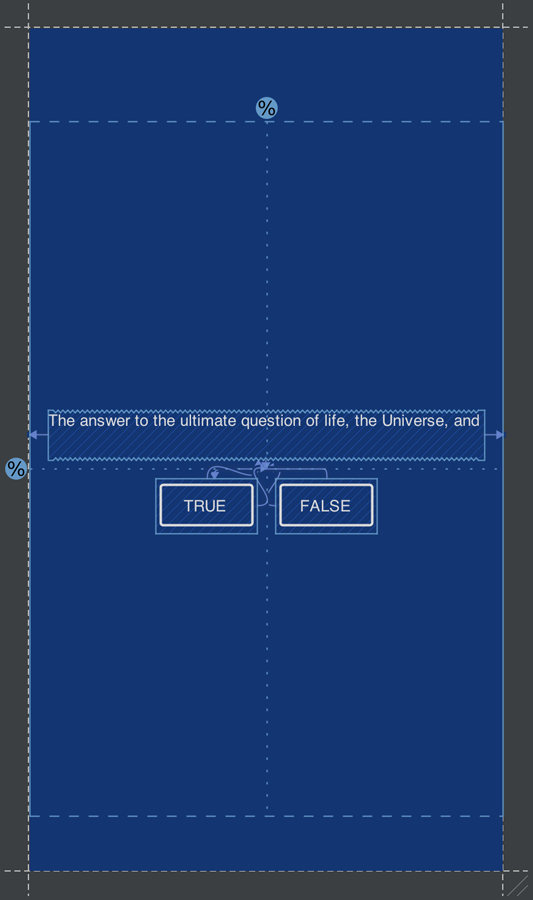 %
The answer to the ultimate question of life, the Universe, and
%
TRUE
FALSE